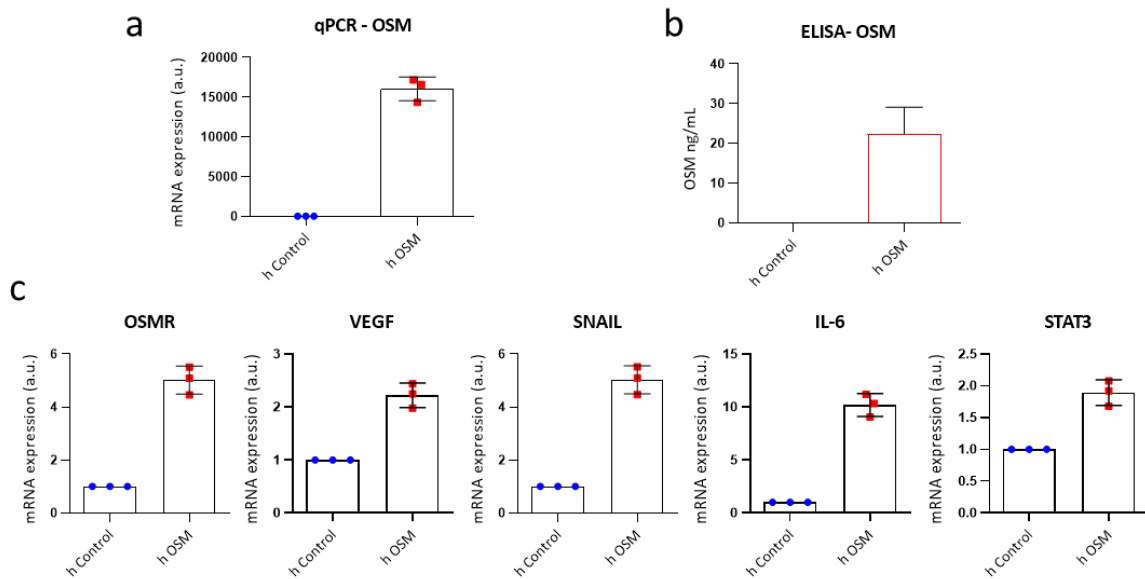 a
qPCR - OSM
mRNA expression (a.u.)
20000
15000
10000
5000
0
h Control
h OSM
b
ELISA- OSM
OSM ng/mL
40
30
20
10
0
h Control
h OSM
c
OSMR
mRNA expression (a.u.)
6
4
2
0
h Control
h OSM
VEGF
mRNA expression (a.u.)
3
2
1
0
h Control
h OSM
SNAIL
mRNA expression (a.u.)
6
4
2
0
h Control
h OSM
IL-6
mRNA expression (a.u.)
15
10
5
0
h Control
h OSM
STAT3
mRNA expression (a.u.)
2.5
2.0
1.5
1.0
0.5
0.0
h Control
h OSM